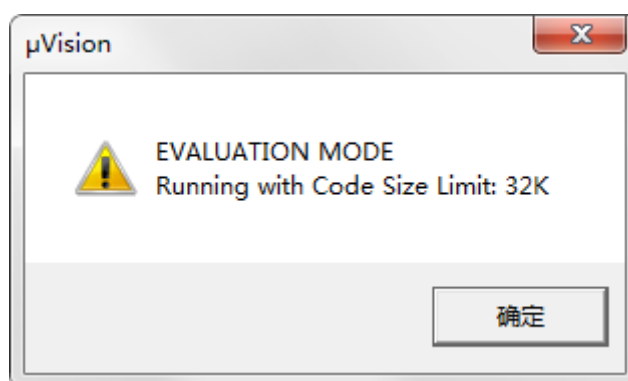 µVision
EVALUATION MODE
Running with Code Size Limit: 32K
确定